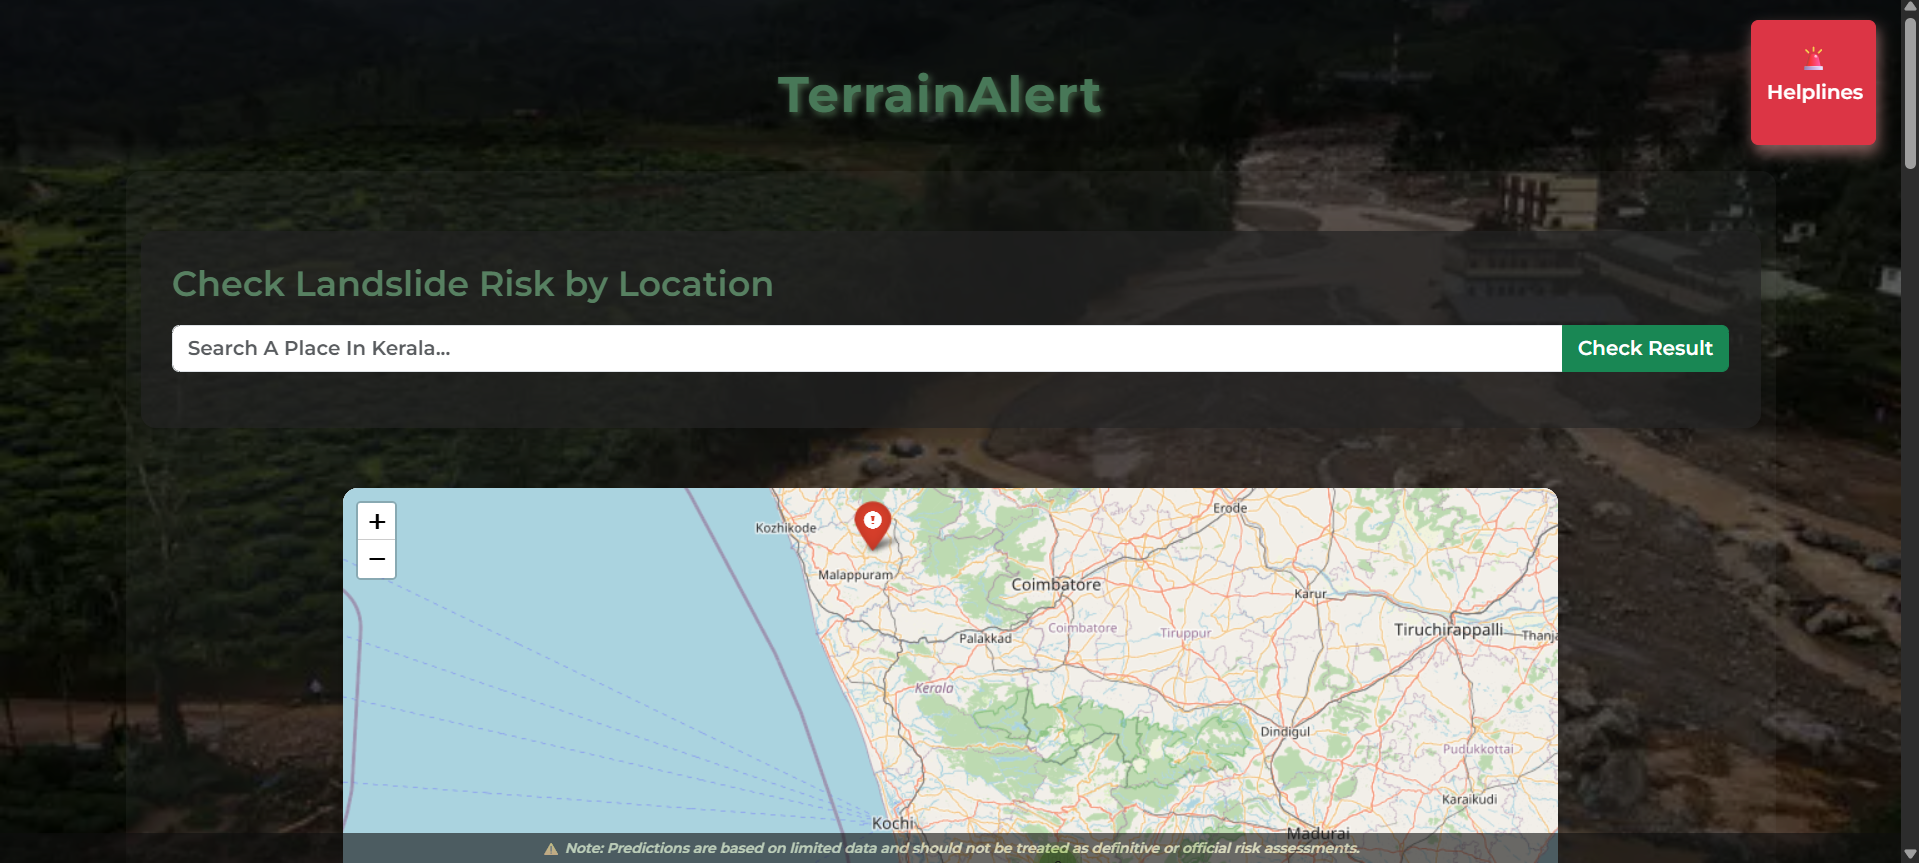 TerrainAlert
Helplines
Check Landslide Risk by Location
Search A Place In Kerala...
Check Result
+
−
Kozhikode
Malappuram
Erode
Coimbatore
Karur
Palakkad
Coimbatore
Tiruppur
Tiruchirappalli
Thanja
Kerala
Dindigul
Pudukkottai
Karaikudi
Kochi
Madurai
Note: Predictions are based on limited data and should not be treated as definitive or official risk assessments.